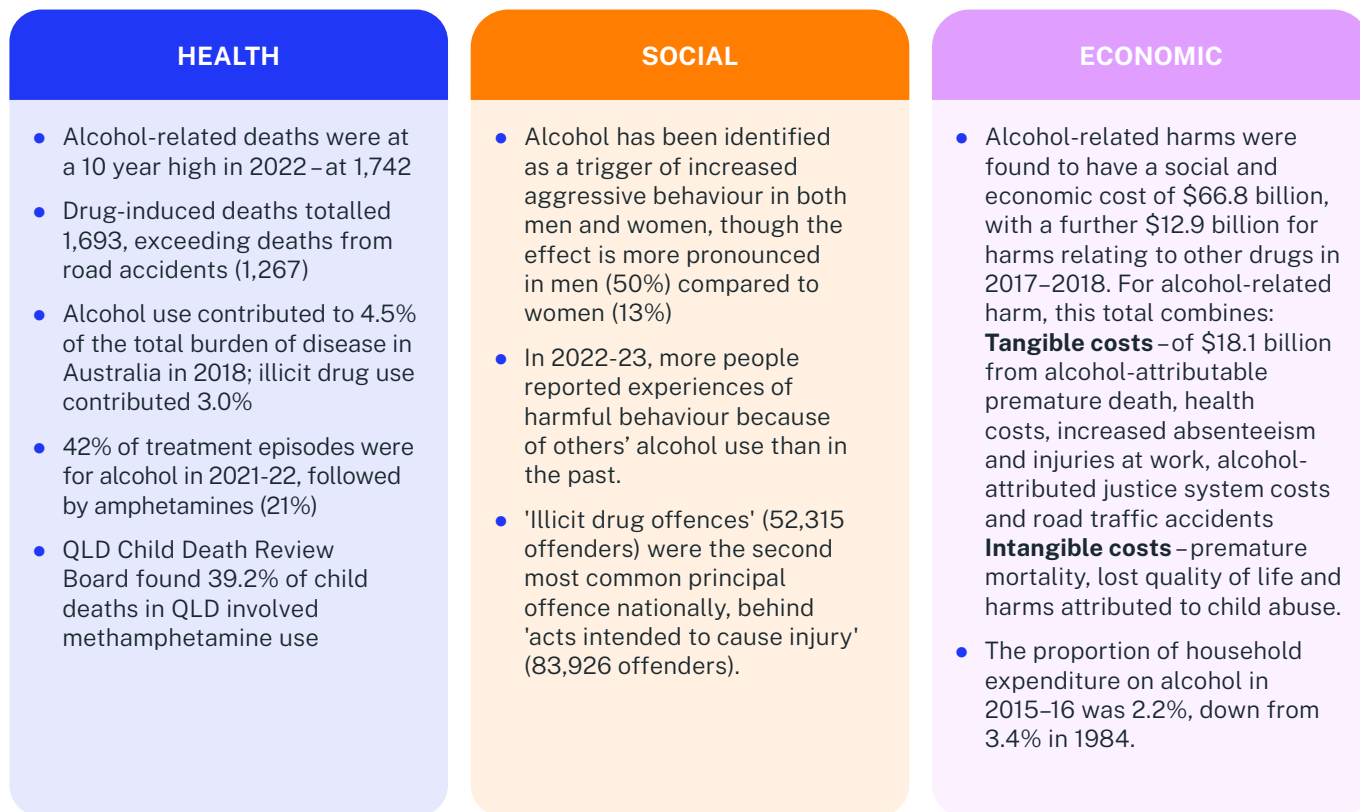 HEALTH
• Alcohol-related deaths were at
a 10 year high in 2022 – at 1,742
• Drug-induced deaths totalled
1,693, exceeding deaths from
road accidents (1,267)
• Alcohol use contributed to 4.5%
of the total burden of disease in
Australia in 2018; illicit drug use
contributed 3.0%
• 42% of treatment episodes were
for alcohol in 2021-22, followed
by amphetamines (21%)
• QLD Child Death Review
Board found 39.2% of child
deaths in QLD involved
methamphetamine use
SOCIAL
• Alcohol has been identified
as a trigger of increased
aggressive behaviour in both
men and women, though the
effect is more pronounced
in men (50%) compared to
women (13%)
• In 2022-23, more people
reported experiences of
harmful behaviour because
of others’ alcohol use than in
the past.
• 'Illicit drug offences' (52,315
offenders) were the second
most common principal
offence nationally, behind
'acts intended to cause injury'
(83,926 offenders).
ECONOMIC
• Alcohol-related harms were
found to have a social and
economic cost of $66.8 billion,
with a further $12.9 billion for
harms relating to other drugs in
2017–2018. For alcohol-related
harm, this total combines:
Tangible costs – of $18.1 billion
from alcohol-attributable
premature death, health
costs, increased absenteeism
and injuries at work, alcohol-
attributed justice system costs
and road traffic accidents
Intangible costs – premature
mortality, lost quality of life and
harms attributed to child abuse.
• The proportion of household
expenditure on alcohol in
2015–16 was 2.2%, down from
3.4% in 1984.